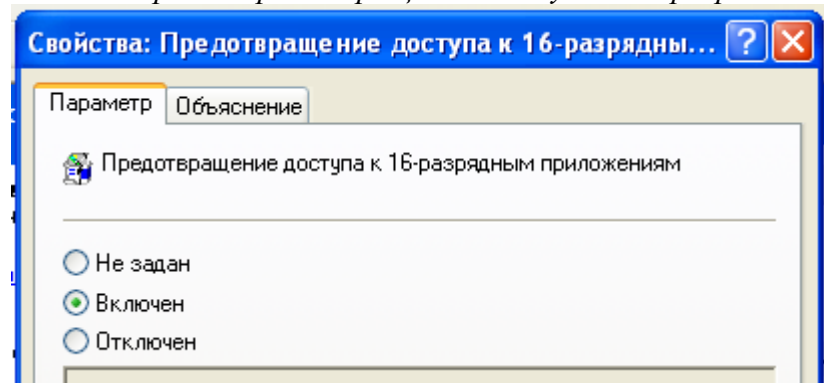 Свойства: Предотвращение доступа к 16-разрядны...
Параметр Объяснение
Предотвращение доступа к 16-разрядным приложениям
Не задан
Включен
Отключен